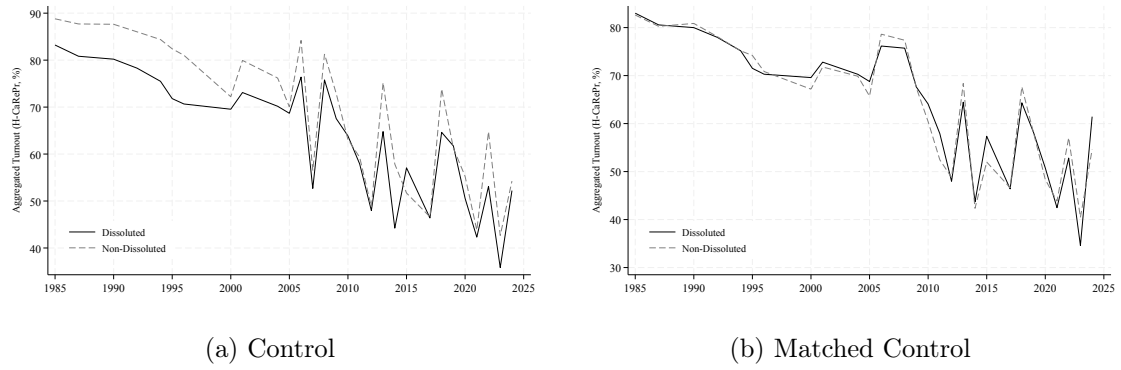 Aggregated Turnout (H-CaRePr, %)
90
80
70
60
50
40
Dissoluted
Non-Dissoluted
1985 1990 1995 2000 2005 2010 2015 2020 2025
(a) Control
Aggregated Turnout (H-CaRePr, %)
80
70
60
50
40
30
Dissoluted
Non-Dissoluted
1985 1990 1995 2000 2005 2010 2015 2020 2025
(b) Matched Control